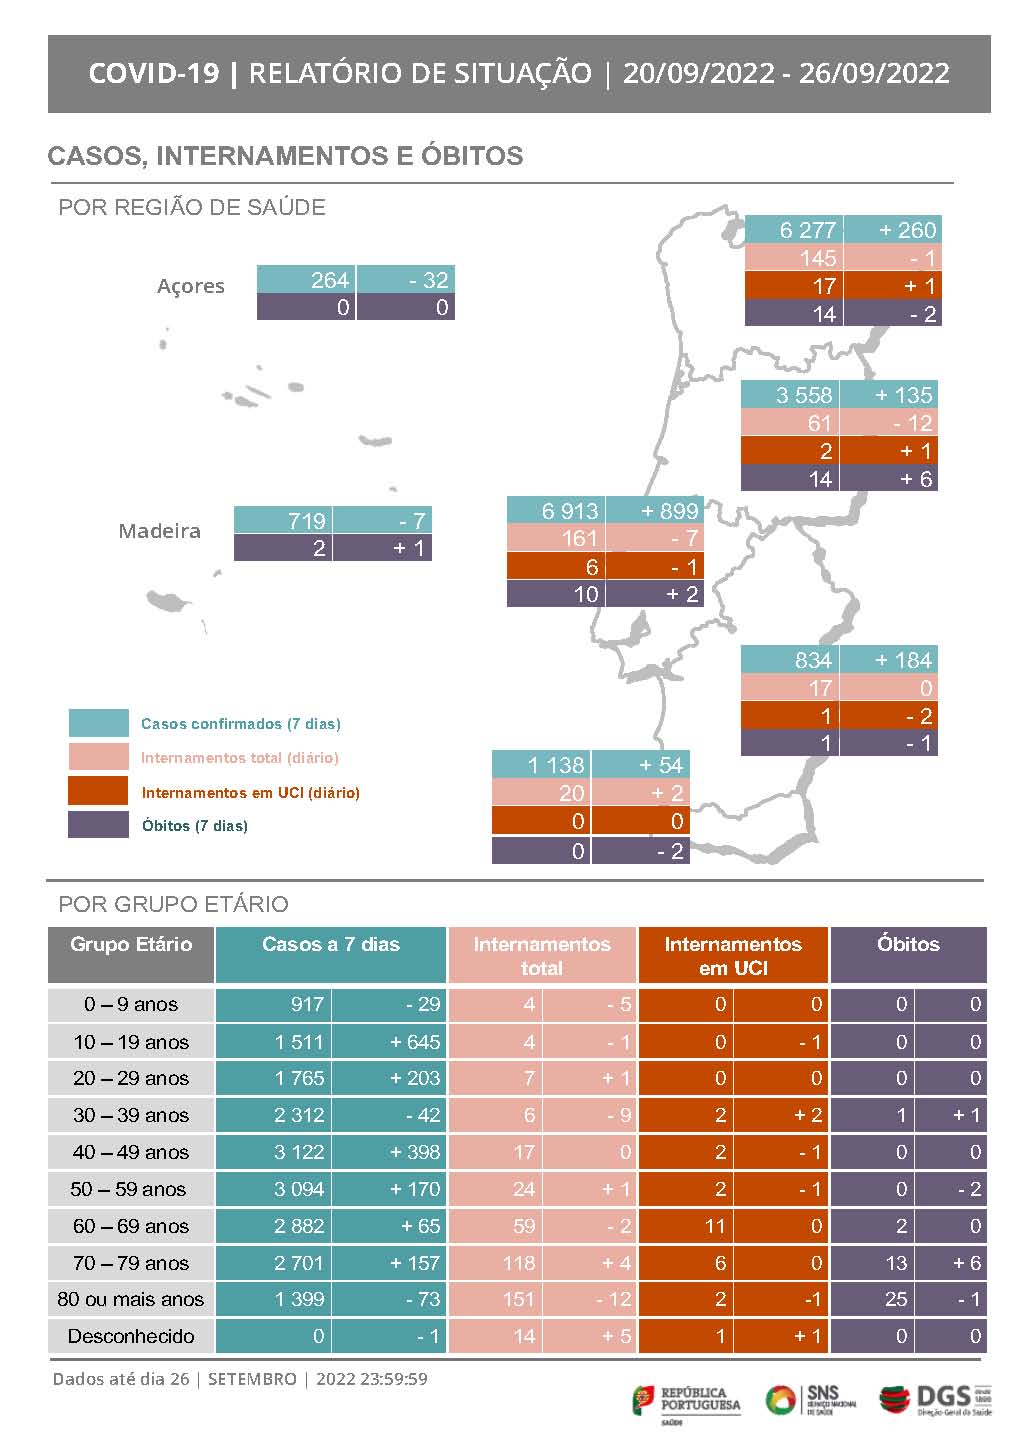 COVID-19 | RELATÓRIO DE SITUAÇÃO | 20/09/2022 - 26/09/2022
CASOS, INTERNAMENTOS E ÓBITOS
POR REGIÃO DE SAÚDE
6 277 + 260
145 - 1
17 + 1
14 - 2
Açores
264 - 32
0 0
3 558 + 135
61 - 12
2 + 1
14 + 6
Madeira
719 - 7
2 + 1
6 913 + 899
161 - 7
6 - 1
10 + 2
834 + 184
17 0
1 - 2
1 - 1
Casos confirmados (7 dias)
Internamentos total (diário)
Internamentos em UCI (diário)
Óbitos (7 dias)
1 138 + 54
20 + 2
0 0
0 - 2
POR GRUPO ETÁRIO
Grupo Etário Casos a 7 dias Internamentos total Internamentos em UCI Óbitos
0 – 9 anos 917 - 29 4 - 5 0 0 0 0
10 – 19 anos 1 511 + 645 4 - 1 0 - 1 0 0
20 – 29 anos 1 765 + 203 7 + 1 0 0 0 0
30 – 39 anos 2 312 - 42 6 - 9 2 + 2 1 + 1
40 – 49 anos 3 122 + 398 17 0 2 - 1 0 0
50 – 59 anos 3 094 + 170 24 + 1 2 - 1 0 - 2
60 – 69 anos 2 882 + 65 59 - 2 11 0 2 0
70 – 79 anos 2 701 + 157 118 + 4 6 0 13 + 6
80 ou mais anos 1 399 - 73 151 - 12 2 -1 25 - 1
Desconhecido 0 - 1 14 + 5 1 + 1 0 0
Dados até dia 26 | SETEMBRO | 2022 23:59:59
REPÚBLICA
PORTUGUESA
SAÚDE
SNS
SERVIÇO NACIONAL
DE SAÚDE
DGS
desde
1899
Direção-Geral da Saúde